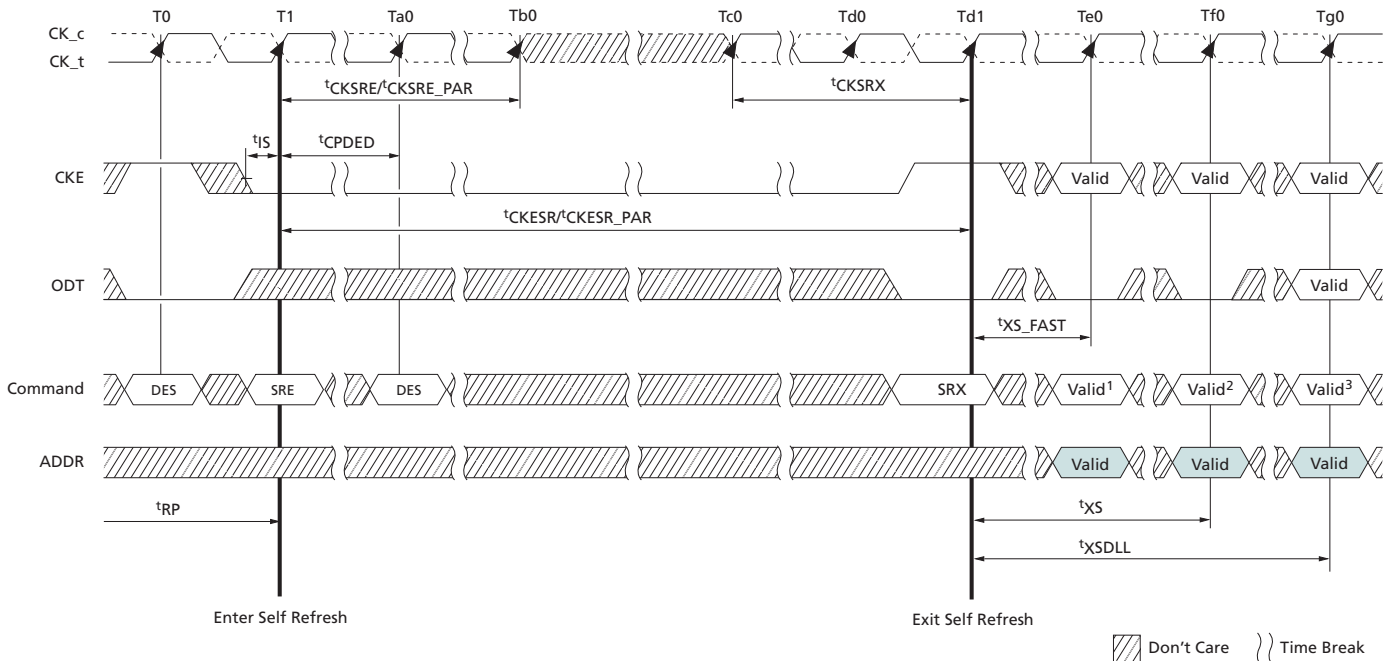 T0 T1 Ta0 Tb0 Tc0 Td0 Td1 Te0 Tf0 Tg0
CK_c
CK_t
tCKSRE/tCKSRE_PAR tCKSRX
tIS tCPDED
CKE Valid Valid Valid
tCKESR/tCKESR_PAR
ODT Valid
tXS_FAST
Command DES SRE DES SRX Valid1 Valid2 Valid3
ADDR Valid Valid Valid
tRP tXS
tXSDLL
Enter Self Refresh Exit Self Refresh
Don't Care Time Break